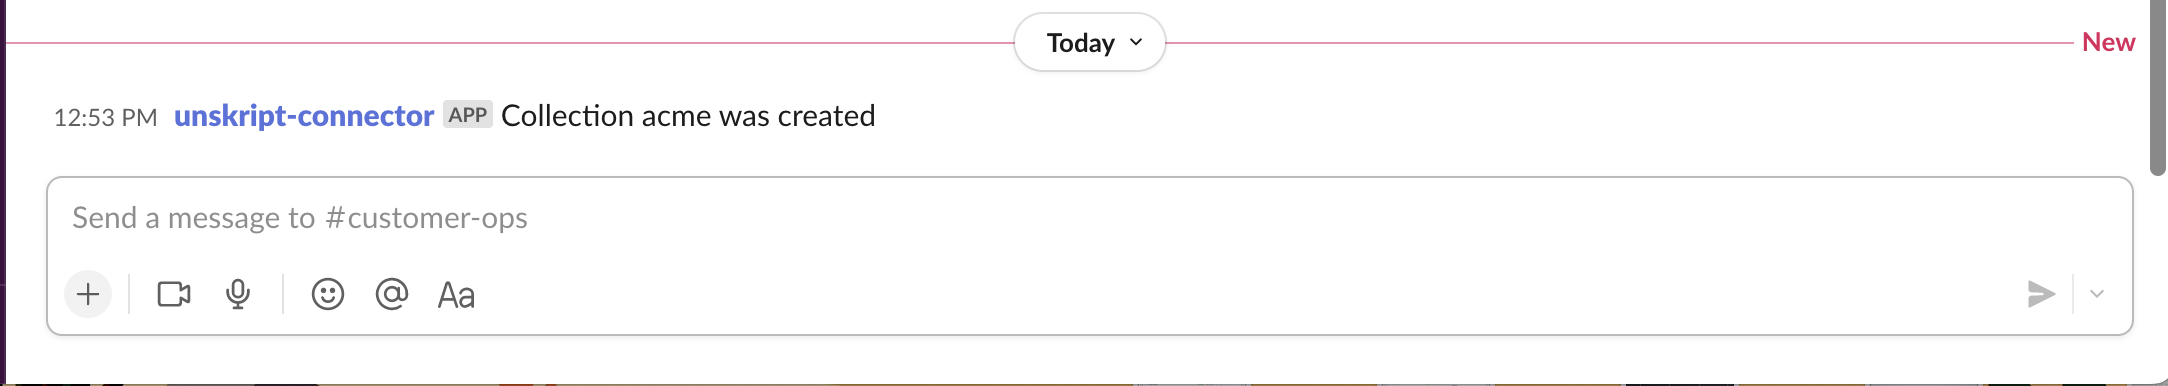 Today
New
12:53 PM unskript-connector APP Collection acme was created
Send a message to #customer-ops
Aa